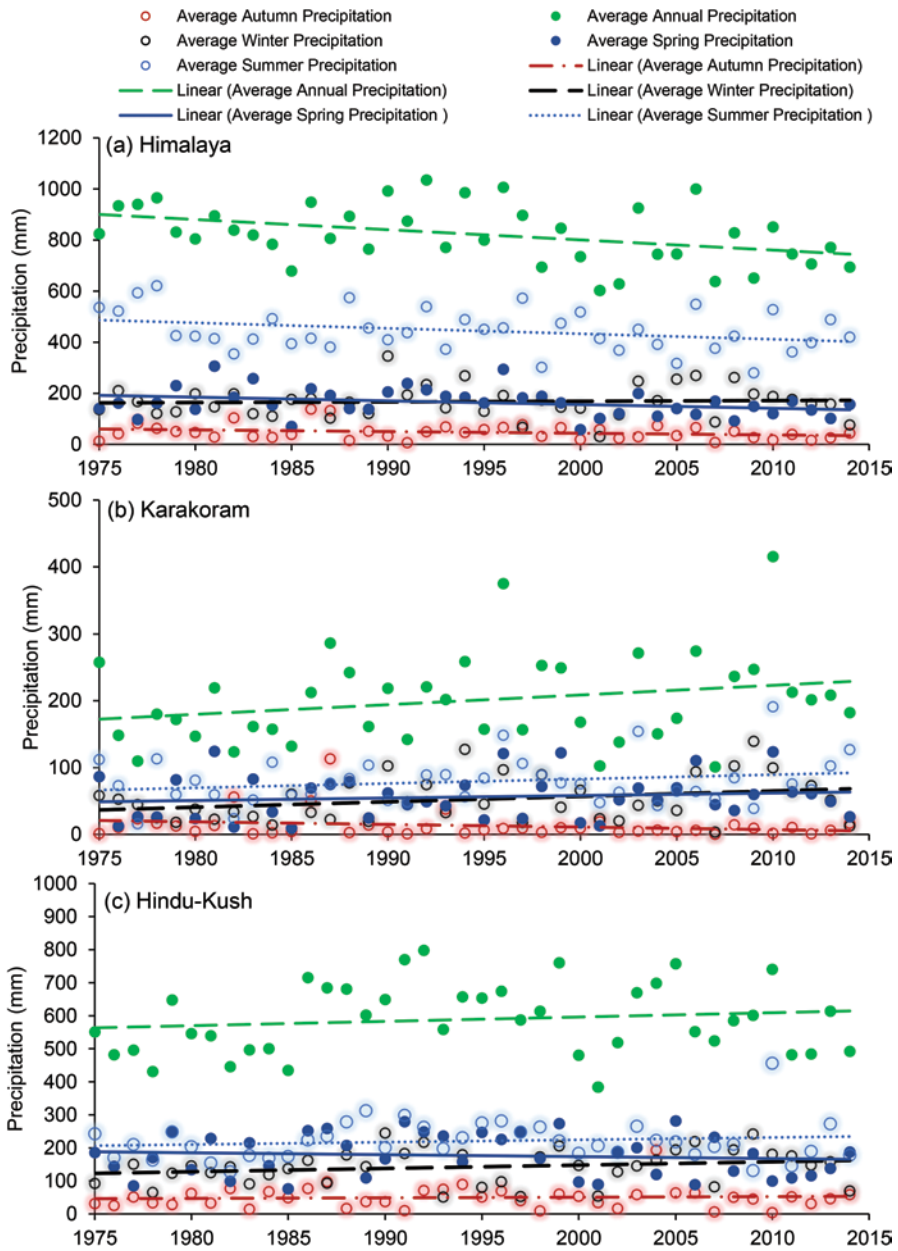 Average Autumn Precipitation Average Annual Precipitation
Average Winter Precipitation Average Spring Precipitation
Average Summer Precipitation Linear (Average Autumn Precipitation)
Linear (Average Annual Precipitation) Linear (Average Winter Precipitation)
Linear (Average Spring Precipitation ) Linear (Average Summer Precipitation )
(a) Himalaya
Precipitation (mm)
1200
1000
800
600
400
200
0
1975 1980 1985 1990 1995 2000 2005 2010 2015
(b) Karakoram
Precipitation (mm)
500
400
300
200
100
0
1975 1980 1985 1990 1995 2000 2005 2010 2015
(c) Hindu-Kush
Precipitation (mm)
1000
900
800
700
600
500
400
300
200
100
0
1975 1980 1985 1990 1995 2000 2005 2010 2015